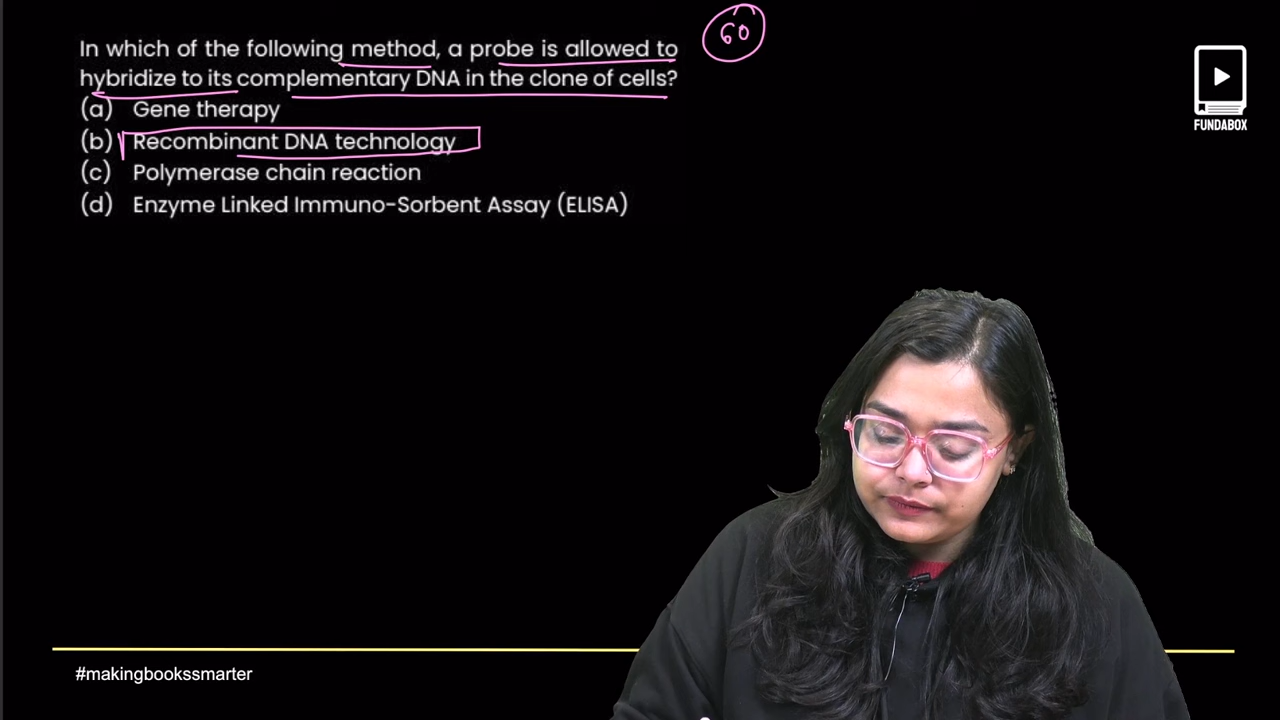 In which of the following method, a probe is allowed to
60
hybridize to its complementary DNA in the clone of cells?
(a) Gene therapy
(b) Recombinant DNA technology
(c) Polymerase chain reaction
(d) Enzyme Linked Immuno-Sorbent Assay (ELISA)
FUNDABOX
#makingbookssmarter